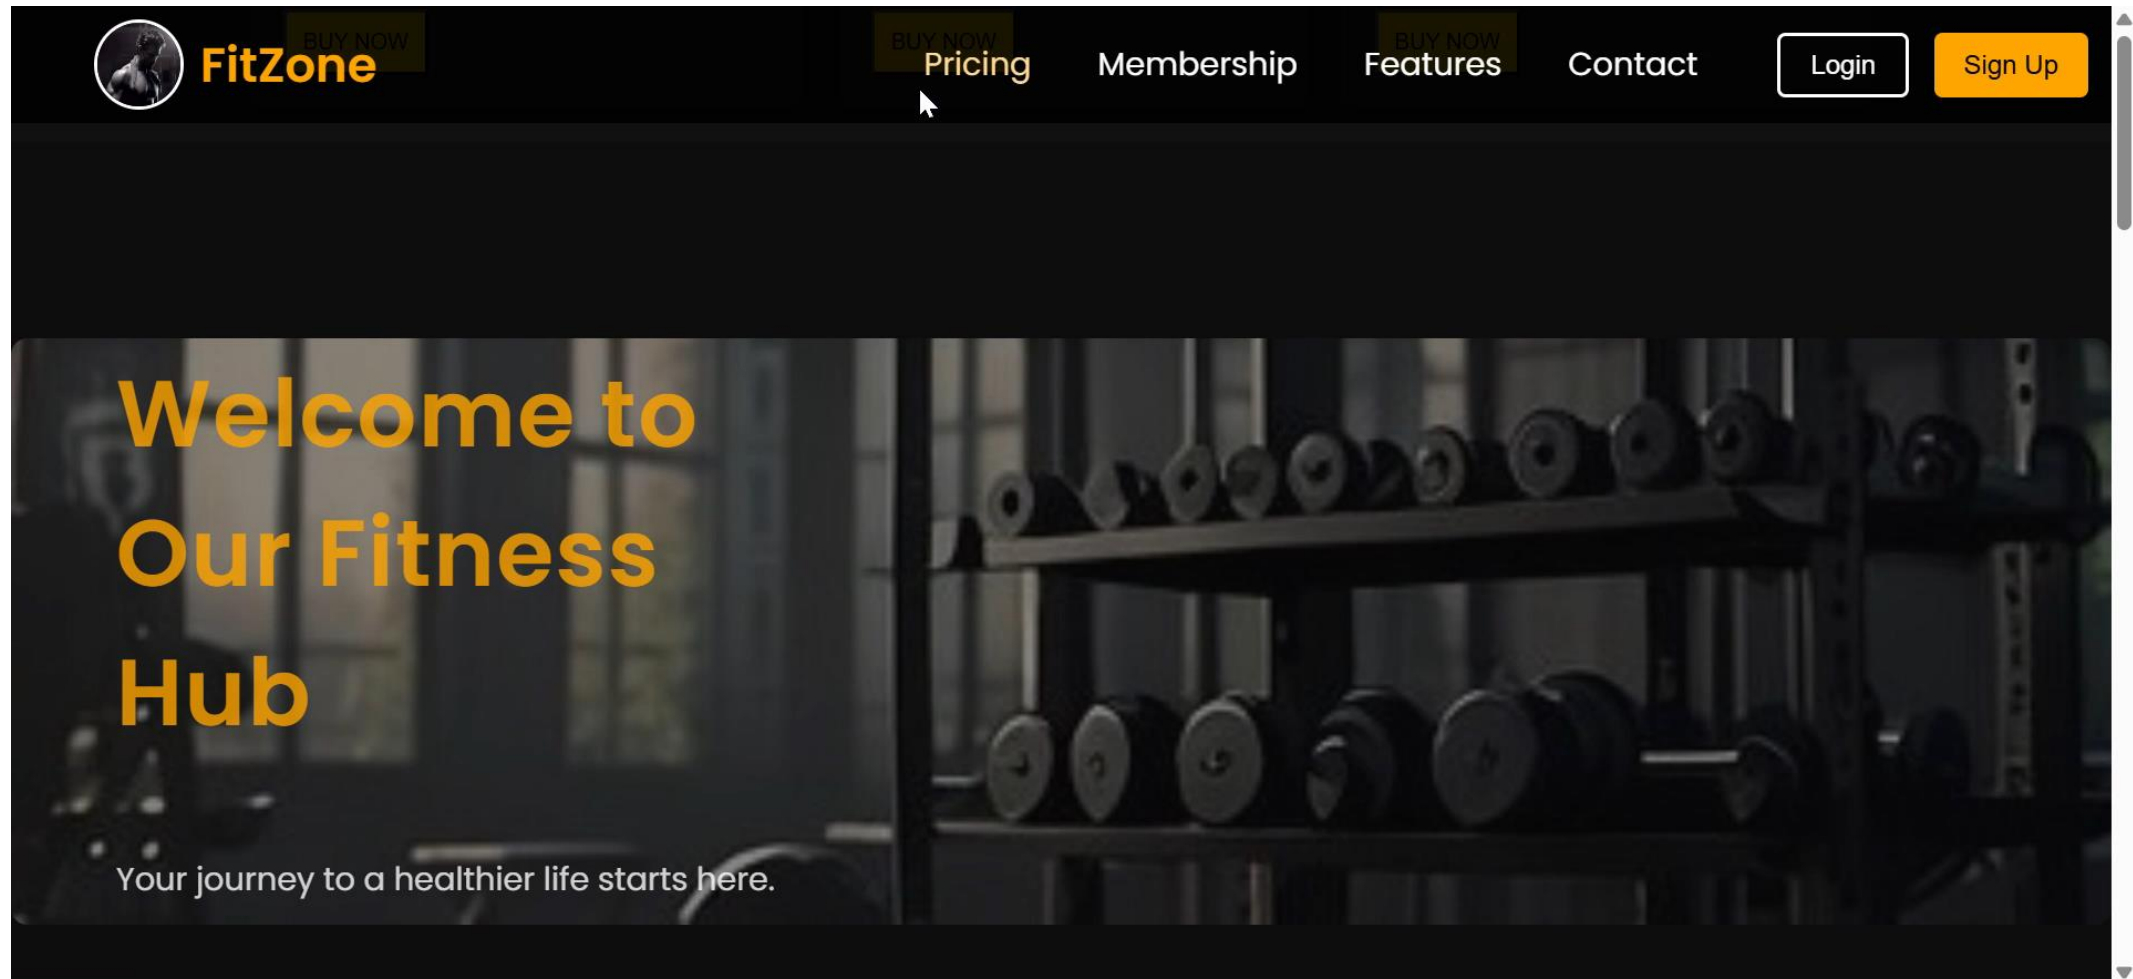 BUY NOW BUY NOW BUY NOW
FitZone Pricing Membership Features Contact Login Sign Up
Welcome to
Our Fitness
Hub
Your journey to a healthier life starts here.